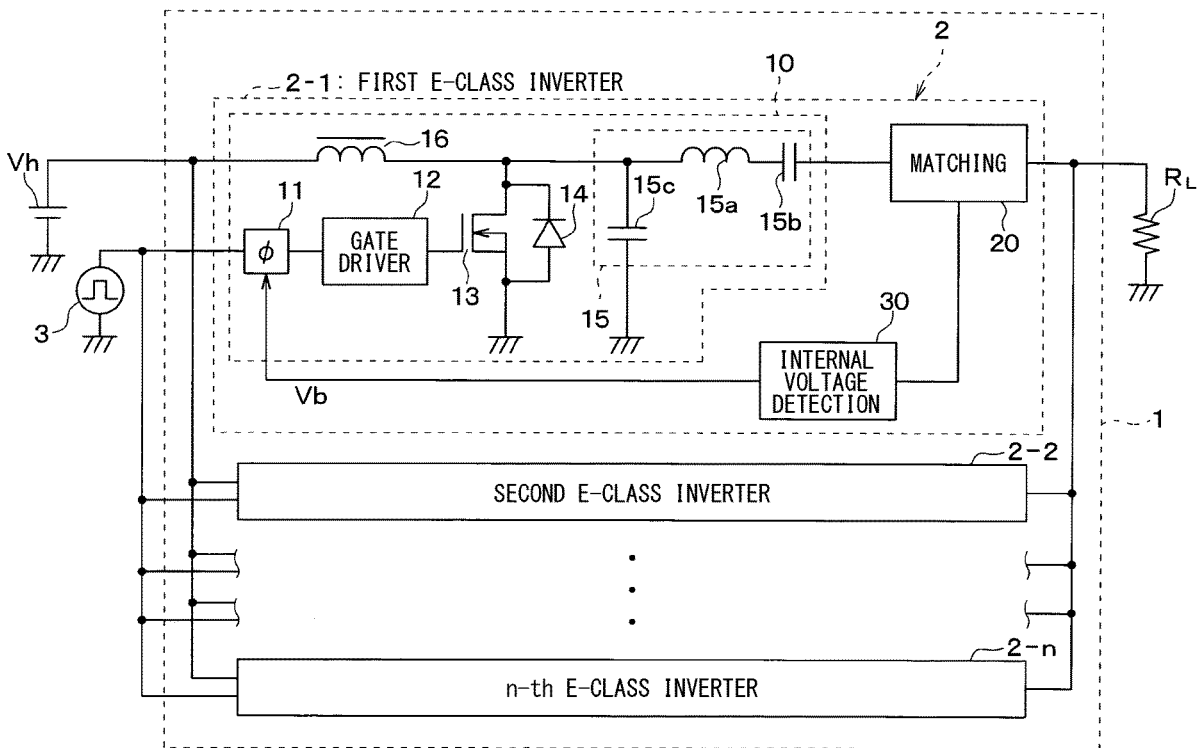 2
2-1: FIRST E-CLASS INVERTER
10
16
Vh
11
12
14
15c
15a
15b
MATCHING
RL
φ
GATE
DRIVER
20
13
3
15
30
INTERNAL
VOLTAGE
DETECTION
Vb
1
2-2
SECOND E-CLASS INVERTER
2-n
n-th E-CLASS INVERTER